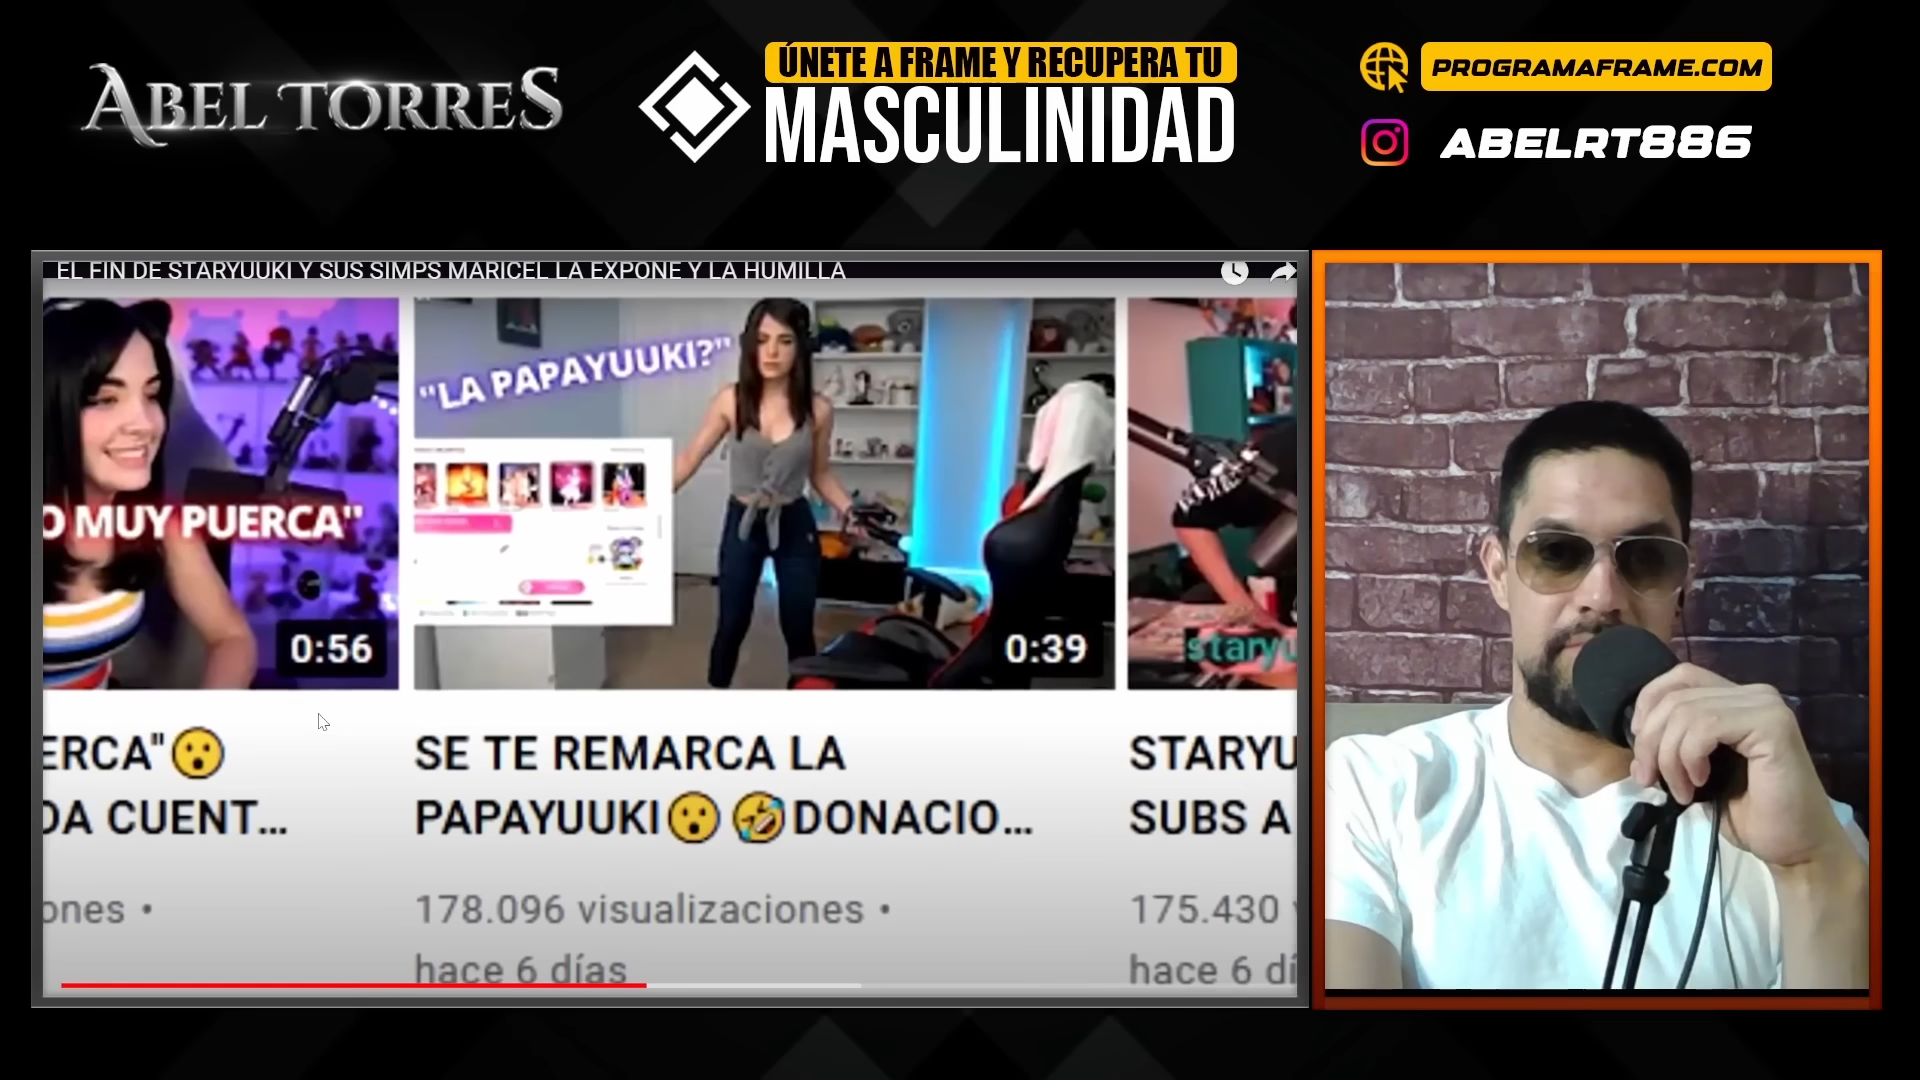 ABEL TORRES
ÚNETE A FRAME Y RECUPERA TU
MASCULINIDAD
PROGRAMAFRAME.COM
ABELRT886
EL FIN DE STARYUUKI Y SUS SIMPS MARICEL LA EXPONE Y LA HUMILLA
O MUY PUERCA"
0:56
"LA PAPAYUUKI?"
0:39
staryu
ERCA"😮
DA CUENT...
ones •
SE TE REMARCA LA
PAPAYUUKI😮🤣DONACIO...
178.096 visualizaciones •
hace 6 días
STARYU
SUBS A
175.430
hace 6 dí